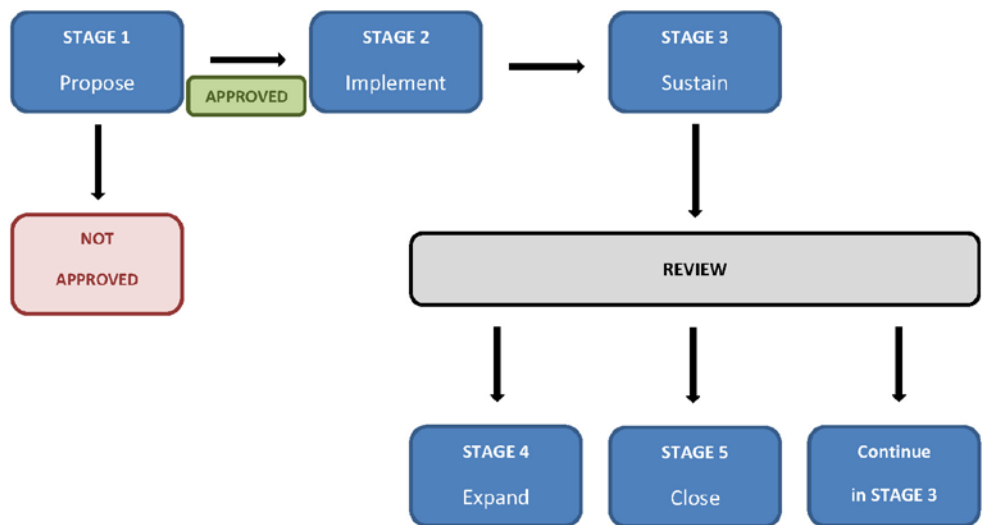 STAGE 1
Propose
APPROVED
STAGE 2
Implement
STAGE 3
Sustain
NOT
APPROVED
REVIEW
STAGE 4
Expand
STAGE 5
Close
Continue
in STAGE 3